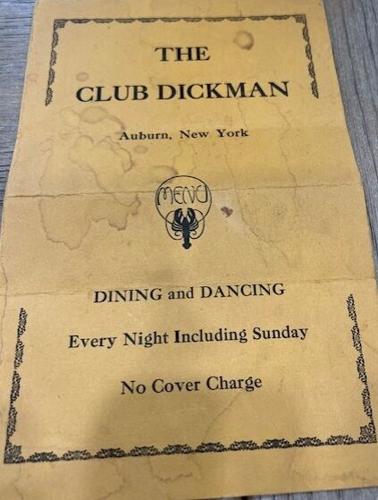 THE
CLUB DICKMAN
Auburn, New York
MENU
DINING and DANCING
Every Night Including Sunday
No Cover Charge